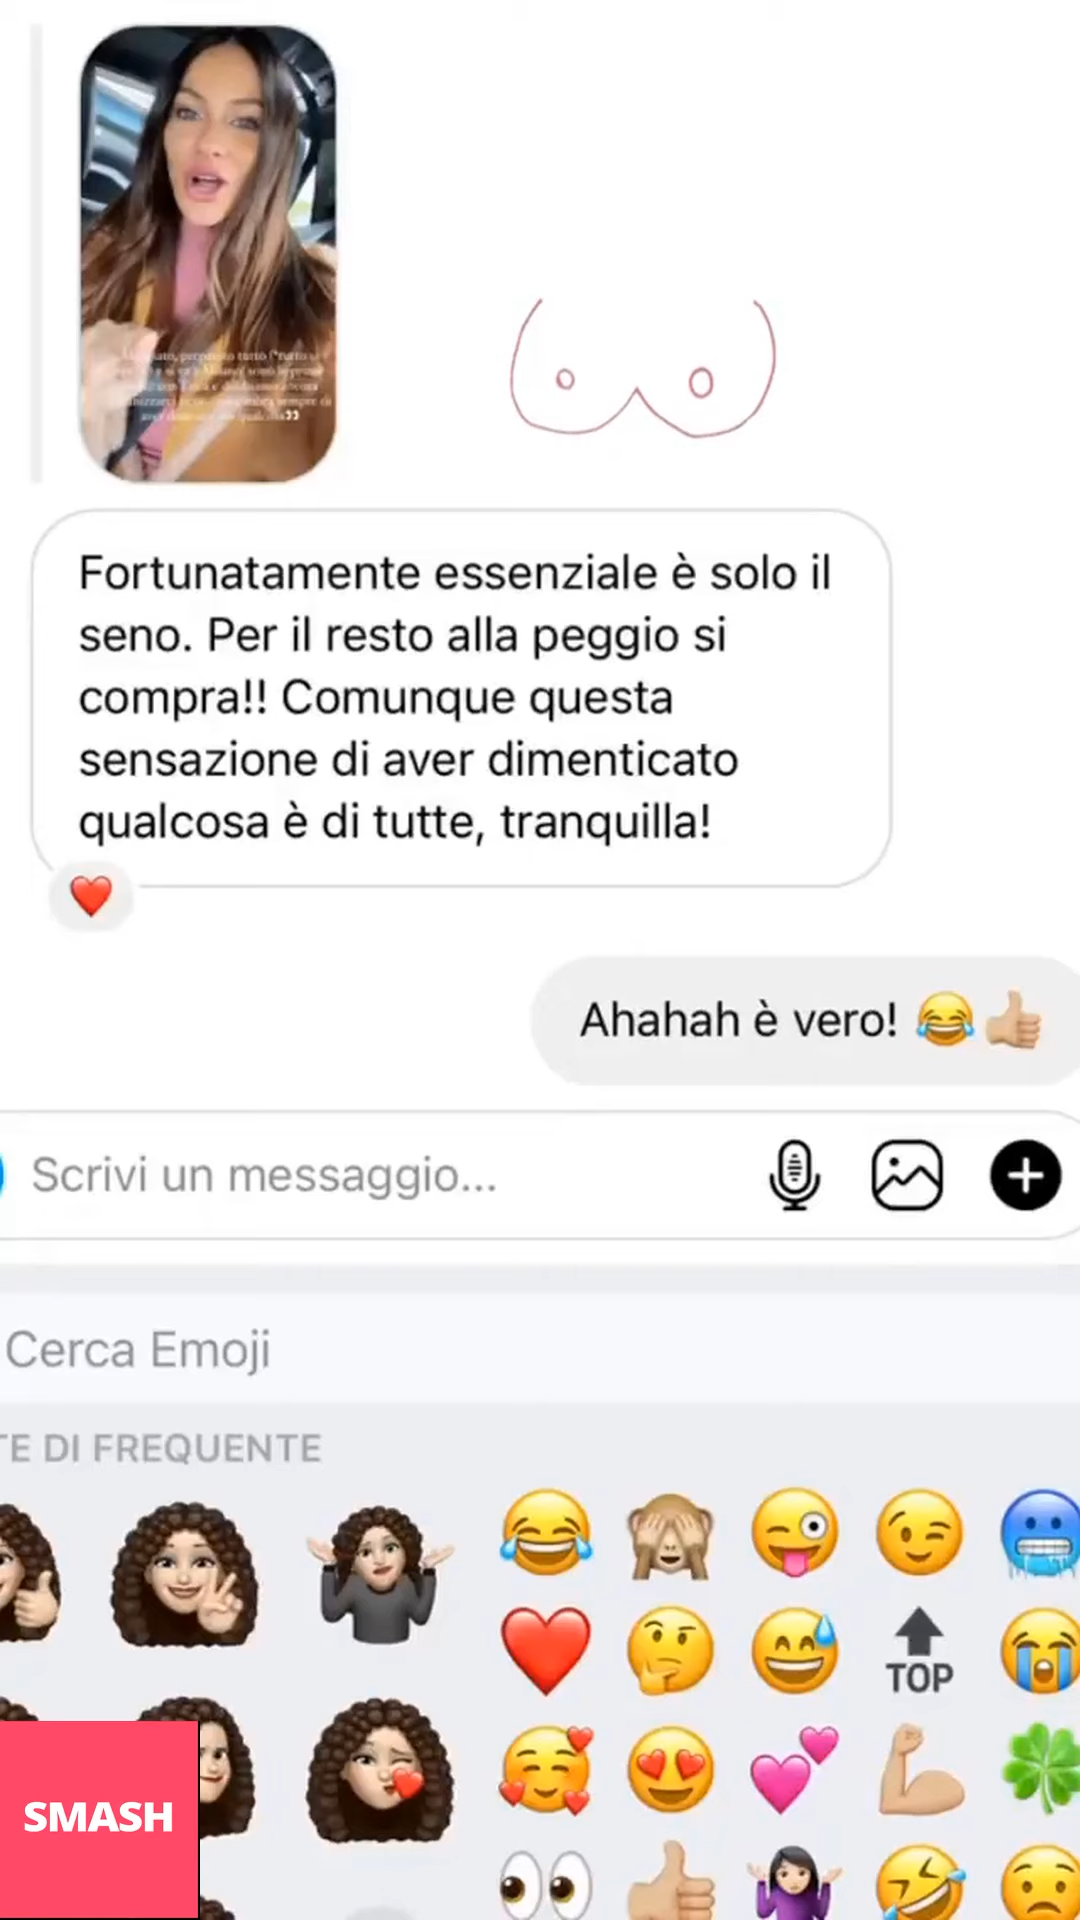 Fortunatamente essenziale è solo il
seno. Per il resto alla peggio si
compra!! Comunque questa
sensazione di aver dimenticato
qualcosa è di tutte, tranquilla!
Ahahah è vero! 😂👍🏼
Scrivi un messaggio...
Cerca Emoji
TE DI FREQUENTE
TOP
SMASH